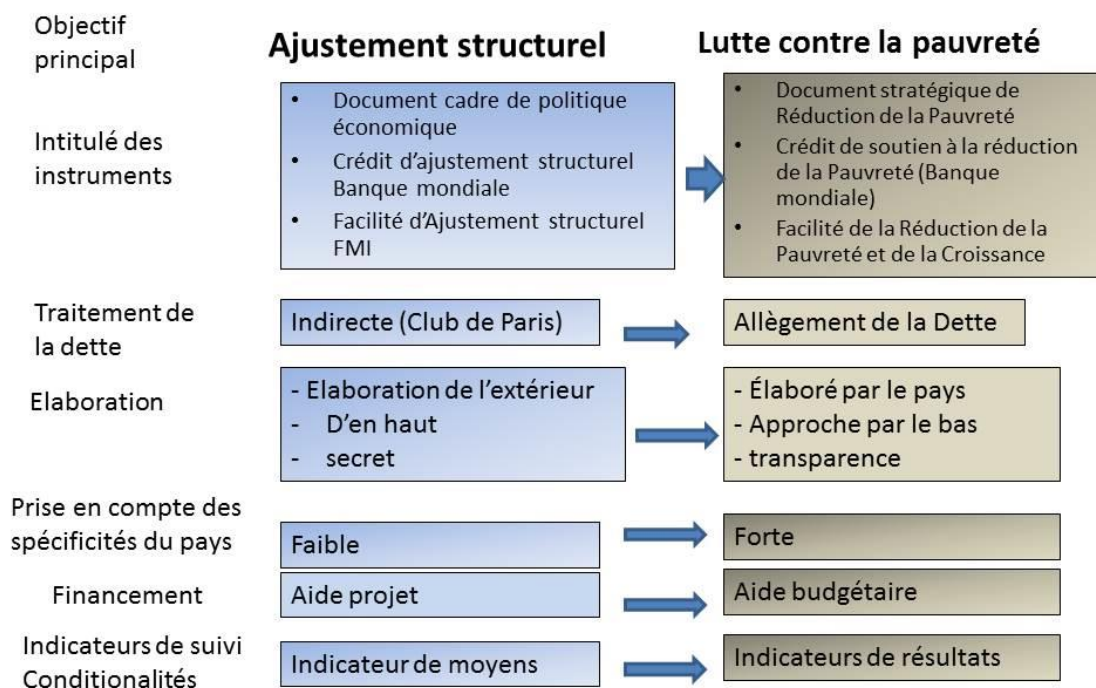 Objectif
principal
Ajustement structurel
Lutte contre la pauvreté
Intitulé des
instruments
• Document cadre de politique
économique
• Crédit d'ajustement structurel
Banque mondiale
• Facilité d'Ajustement structurel
FMI
• Document stratégique de
Réduction de la Pauvreté
• Crédit de soutien à la réduction
de la Pauvreté (Banque
mondiale)
• Facilité de la Réduction de la
Pauvreté et de la Croissance
Traitement de
la dette
Indirecte (Club de Paris)
Allègement de la Dette
Elaboration
- Elaboration de l'extérieur
- D'en haut
- secret
- Élaboré par le pays
- Approche par le bas
- transparence
Prise en compte des
spécificités du pays
Faible
Forte
Financement
Aide projet
Aide budgétaire
Indicateurs de suivi
Conditionalités
Indicateur de moyens
Indicateurs de résultats